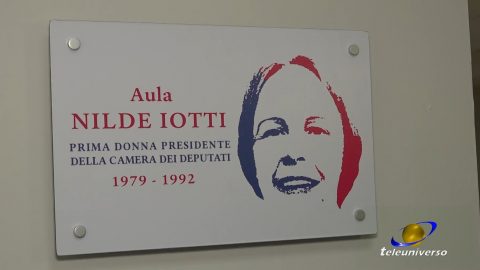 Aula
NILDE IOTTI
PRIMA DONNA PRESIDENTE
DELLA CAMERA DEI DEPUTATI
1979 - 1992
teleuniverso